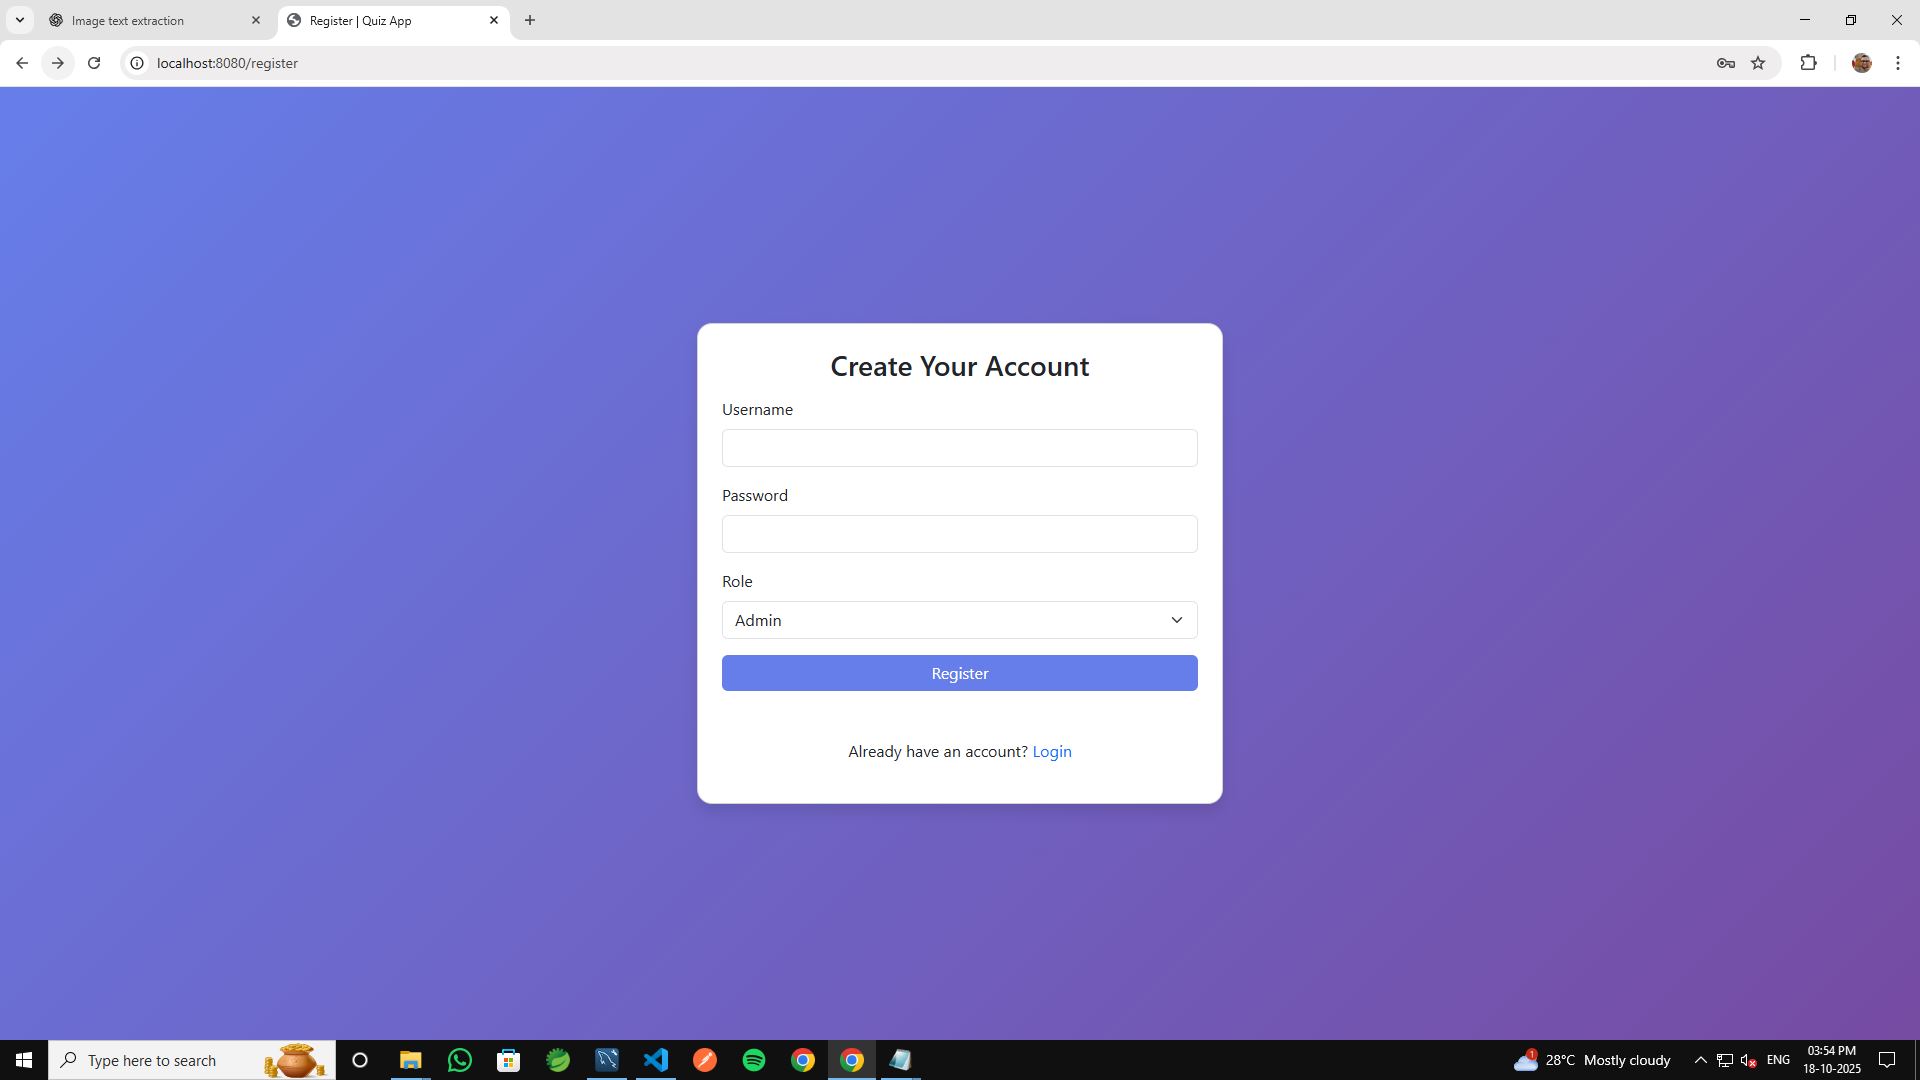 Image text extraction
Register | Quiz App
localhost:8080/register
Create Your Account
Username
Password
Role
Admin
Register
Already have an account? Login
Type here to search
1
28°C Mostly cloudy
ENG
03:54 PM
18-10-2025